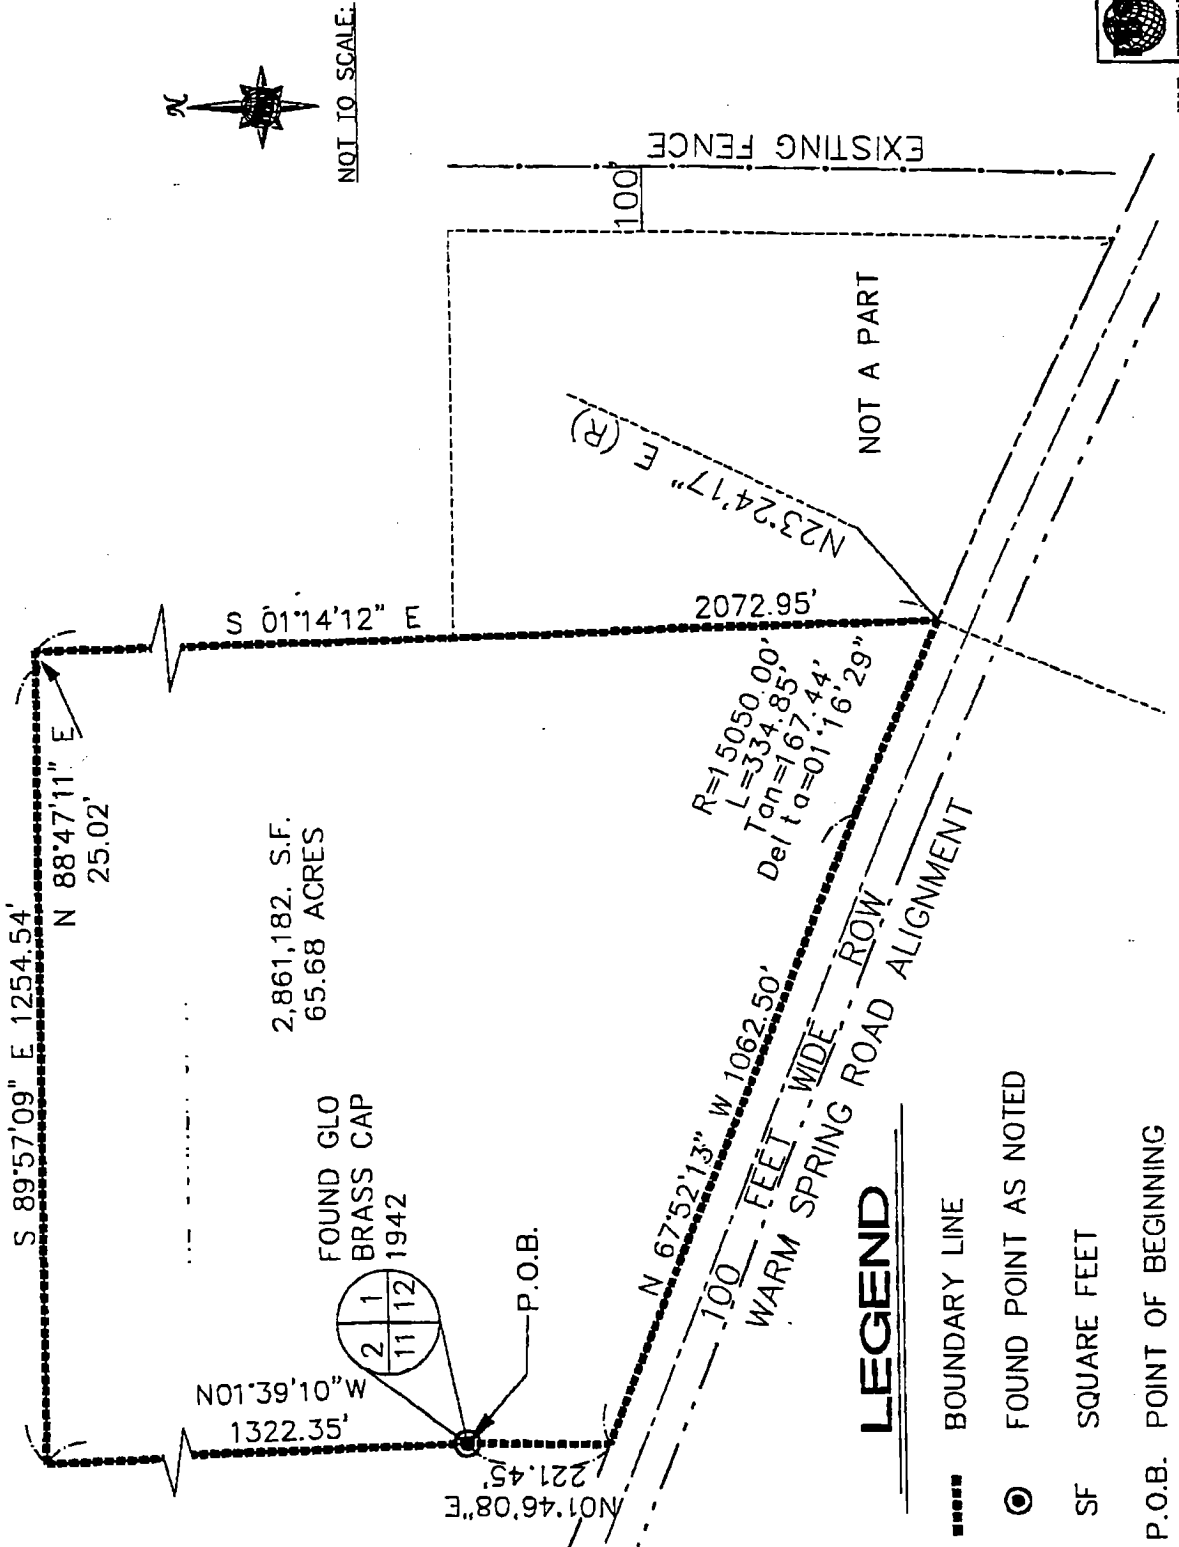 N
NOT TO SCALE:
S 89°57'09" E 1254.54'
N 88°47'11" E
25.02'
S 01°14'12" E
2072.95'
EXISTING FENCE
100'
NOT A PART
N23°24'17" E (R)
R=15050.00'
L=334.85'
Tan=167.44'
Delta=01°16'29"
2,861,182. S.F.
65.68 ACRES
FOUND GLO
BRASS CAP
1942
2 1
11 12
P.O.B.
N01°39'10"W
1322.35'
221.45'
N01°46'08"E
N 67°52'13" W 1062.50'
100 FEET WIDE ROW
WARM SPRING ROAD ALIGNMENT
LEGEND
BOUNDARY LINE
FOUND POINT AS NOTED
SF SQUARE FEET
P.O.B. POINT OF BEGINNING